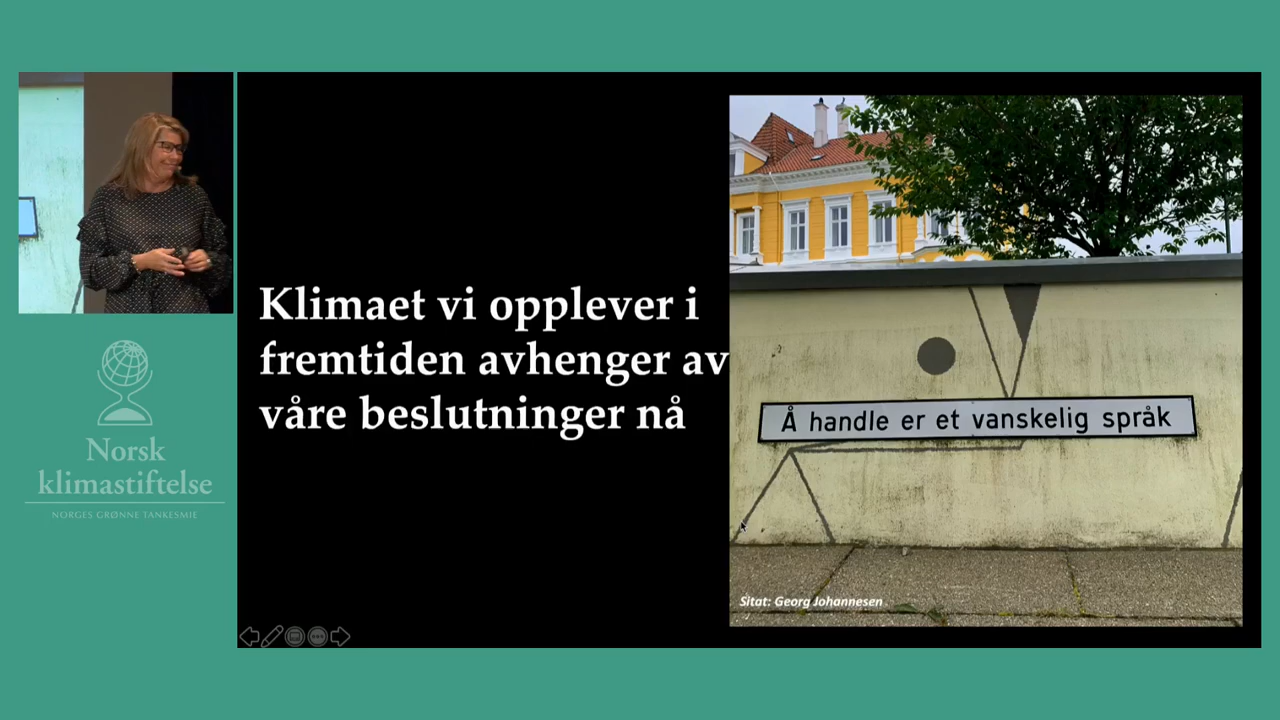 Norsk
klimastiftelse
NORGES GRØNNE TANKESMIE
Klimaet vi opplever i
fremtiden avhenger av
våre beslutninger nå
Å handle er et vanskelig språk
Sitat: Georg Johannesen